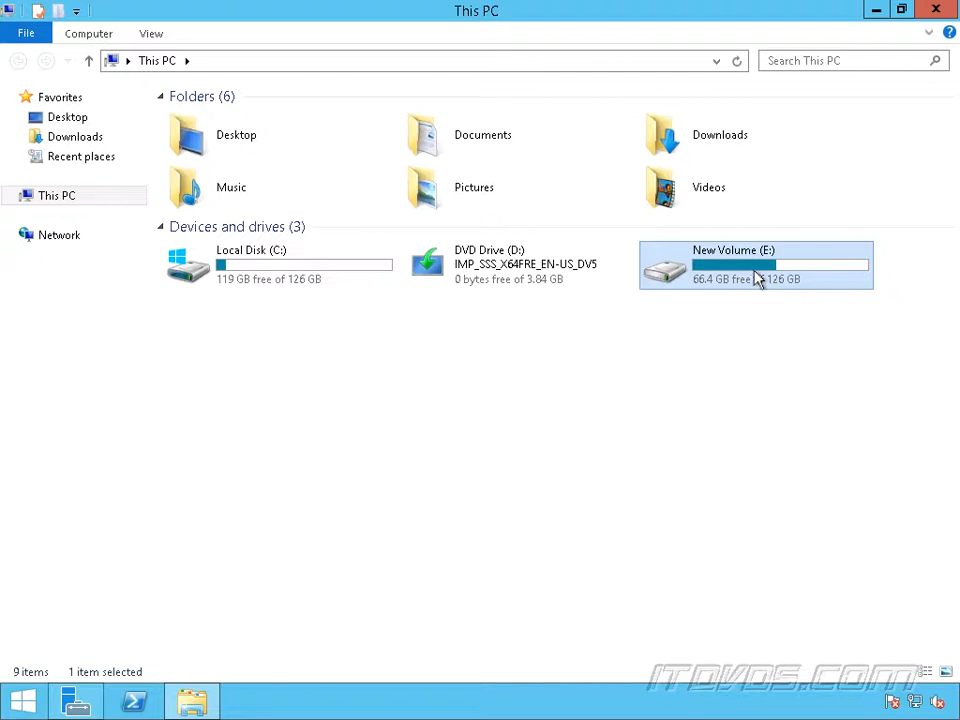 This PC
File
Computer
View
This PC
Search This PC
Favorites
Desktop
Downloads
Recent places
This PC
Network
Folders (6)
Desktop
Documents
Downloads
Music
Pictures
Videos
Devices and drives (3)
Local Disk (C:)
119 GB free of 126 GB
DVD Drive (D:)
IMP_SSS_X64FRE_EN-US_DV5
0 bytes free of 3.84 GB
New Volume (E:)
66.4 GB free 126 GB
9 items
1 item selected
ITDVDS.COM